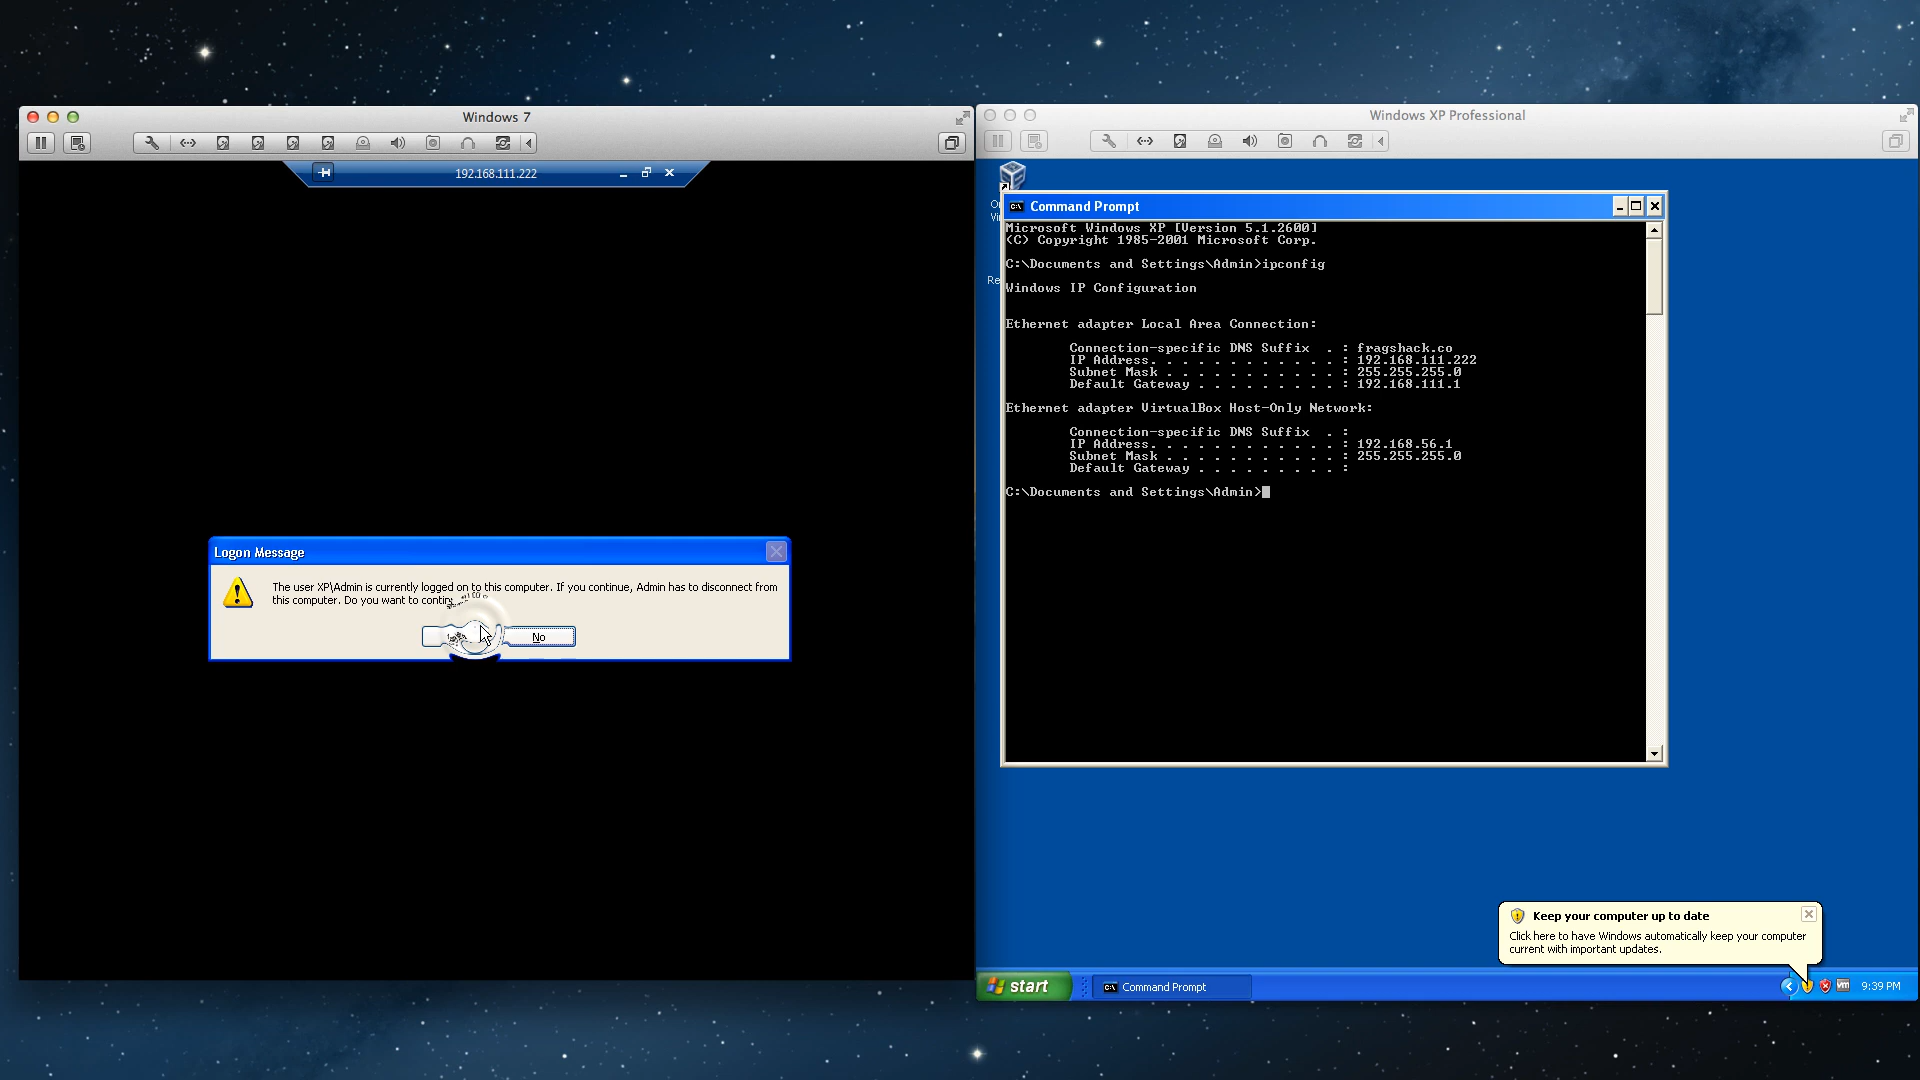 Windows 7
192.168.111.222
Logon Message
The user XP\Admin is currently logged on to this computer. If you continue, Admin has to disconnect from
this computer. Do you want to
No
Windows XP Professional
Command Prompt
Microsoft Windows XP [Version 5.1.2600]
(C) Copyright 1985-2001 Microsoft Corp.
C:\Documents and Settings\Admin>ipconfig
Windows IP Configuration
Ethernet adapter Local Area Connection:
Connection-specific DNS Suffix . : fragshack.co
IP Address. . . . . . . . . . . . : 192.168.111.222
Subnet Mask . . . . . . . . . . . : 255.255.255.0
Default Gateway . . . . . . . . . : 192.168.111.1
Ethernet adapter VirtualBox Host-Only Network:
Connection-specific DNS Suffix . :
IP Address. . . . . . . . . . . . : 192.168.56.1
Subnet Mask . . . . . . . . . . . : 255.255.255.0
Default Gateway . . . . . . . . . :
C:\Documents and Settings\Admin>
Keep your computer up to date
Click here to have Windows automatically keep your computer
current with important updates.
start
Command Prompt
vm
9:39 PM